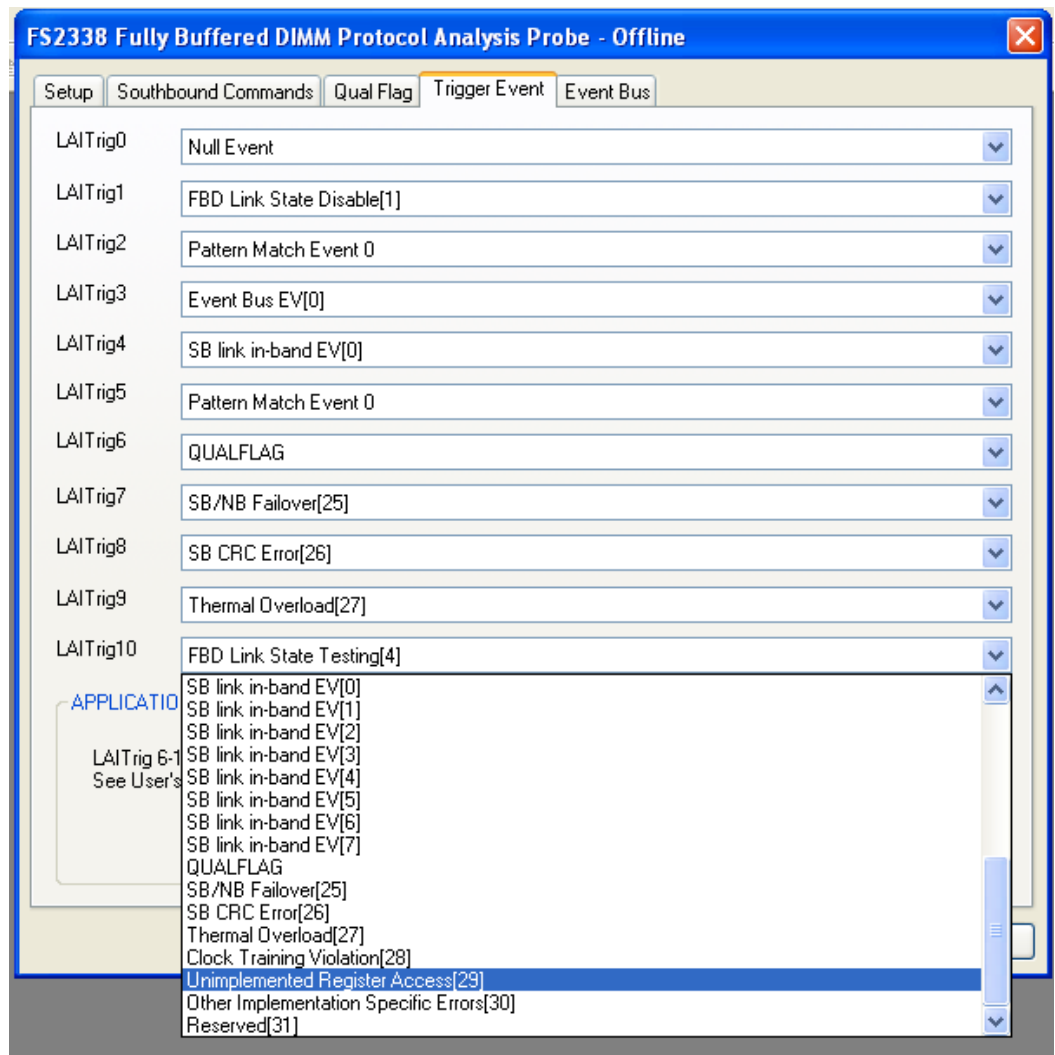 FS2338 Fully Buffered DIMM Protocol Analysis Probe - Offline
Setup Southbound Commands Qual Flag Trigger Event Event Bus
LAITrig0 Null Event
LAITrig1 FBD Link State Disable[1]
LAITrig2 Pattern Match Event 0
LAITrig3 Event Bus EV[0]
LAITrig4 SB link in-band EV[0]
LAITrig5 Pattern Match Event 0
LAITrig6 QUALFLAG
LAITrig7 SB/NB Failover[25]
LAITrig8 SB CRC Error[26]
LAITrig9 Thermal Overload[27]
LAITrig10 FBD Link State Testing[4]
APPLICATIO
LAITrig 6-1
See User's
SB link in-band EV[0]
SB link in-band EV[1]
SB link in-band EV[2]
SB link in-band EV[3]
SB link in-band EV[4]
SB link in-band EV[5]
SB link in-band EV[6]
SB link in-band EV[7]
QUALFLAG
SB/NB Failover[25]
SB CRC Error[26]
Thermal Overload[27]
Clock Training Violation[28]
Unimplemented Register Access[29]
Other Implementation Specific Errors[30]
Reserved[31]